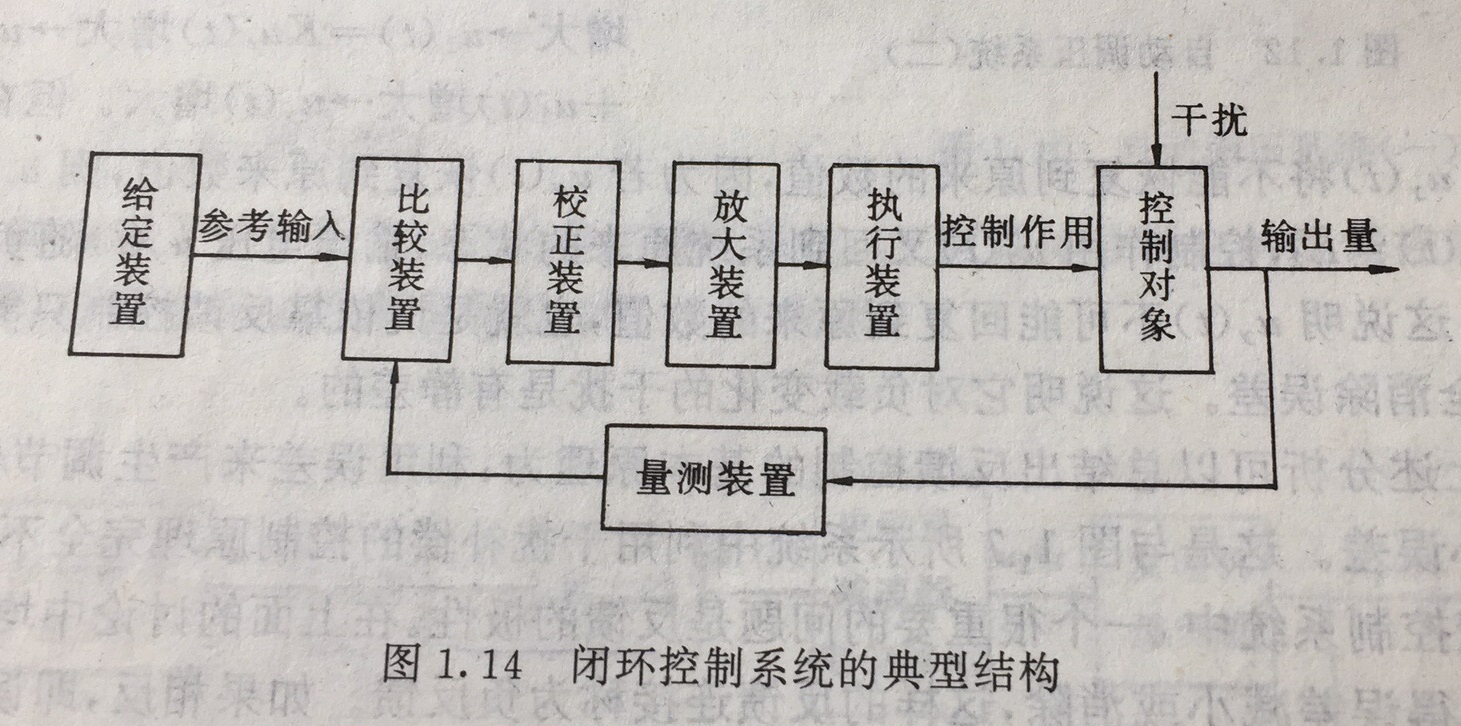 干扰
给定装置
参考输入
比较装置
校正装置
放大装置
执行装置
控制作用
控制对象
输出量
量测装置
图1.14 闭环控制系统的典型结构